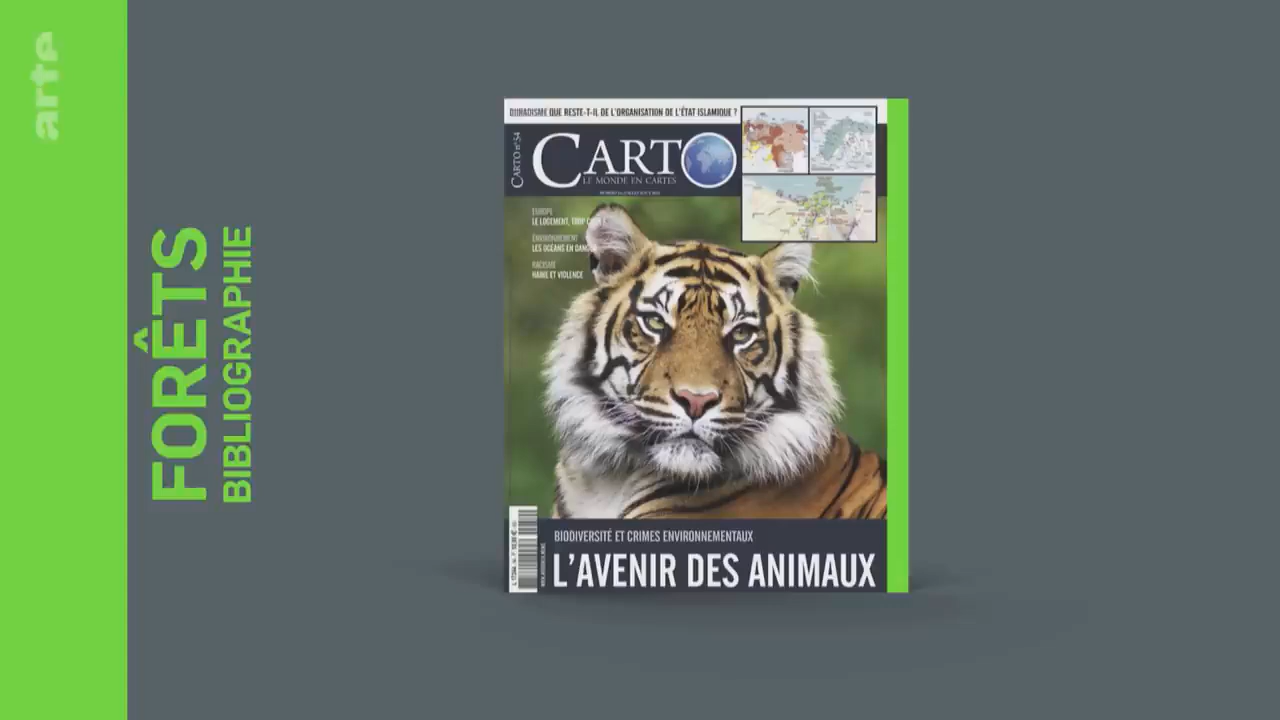 arte
FORÊTS
BIBLIOGRAPHIE
DJIHADISME QUE RESTE-T-IL DE L'ORGANISATION DE L'ÉTAT ISLAMIQUE ?
CARTO n° 54
CARTO
LE MONDE EN CARTES
EUROPE
LE LOGEMENT, TROP CHER ?
ENVIRONNEMENT
LES OCÉANS EN DANGER
RACISME
HAINE ET VIOLENCE
BIODIVERSITÉ ET CRIMES ENVIRONNEMENTAUX
L'AVENIR DES ANIMAUX